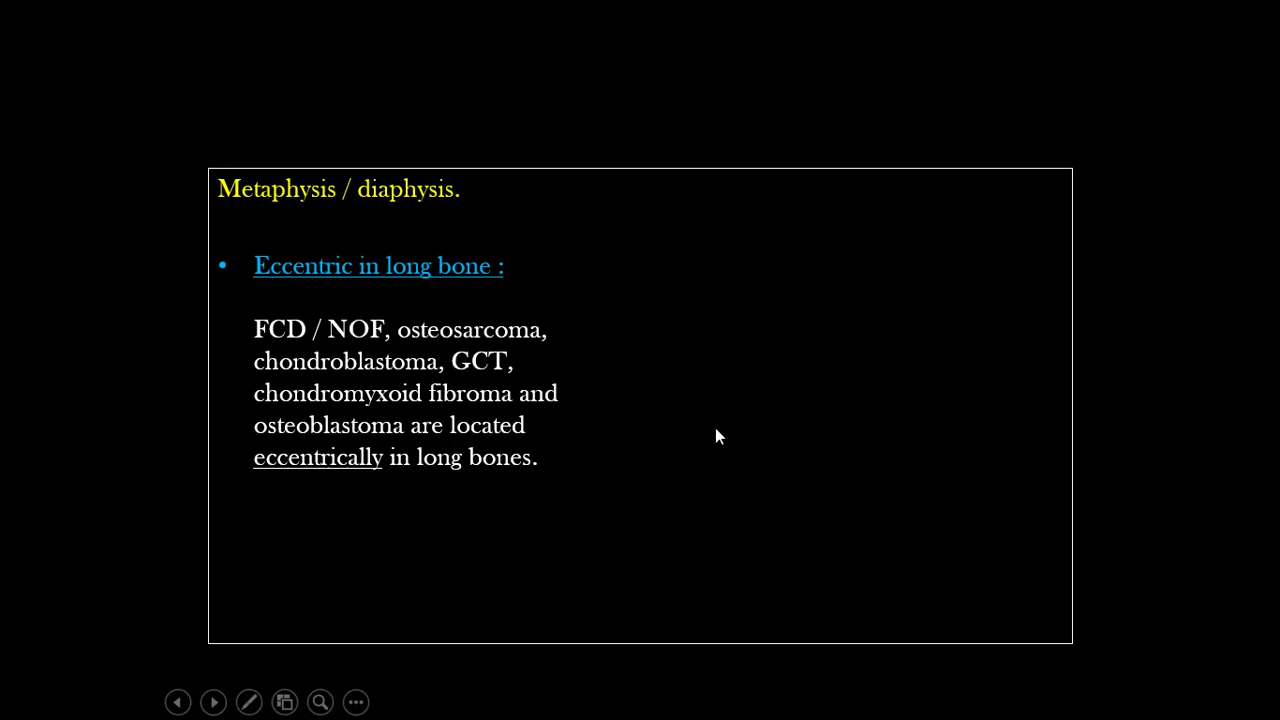 Metaphysis / diaphysis.
• Eccentric in long bone :
FCD / NOF, osteosarcoma,
chondroblastoma, GCT,
chondromyxoid fibroma and
osteoblastoma are located
eccentrically in long bones.